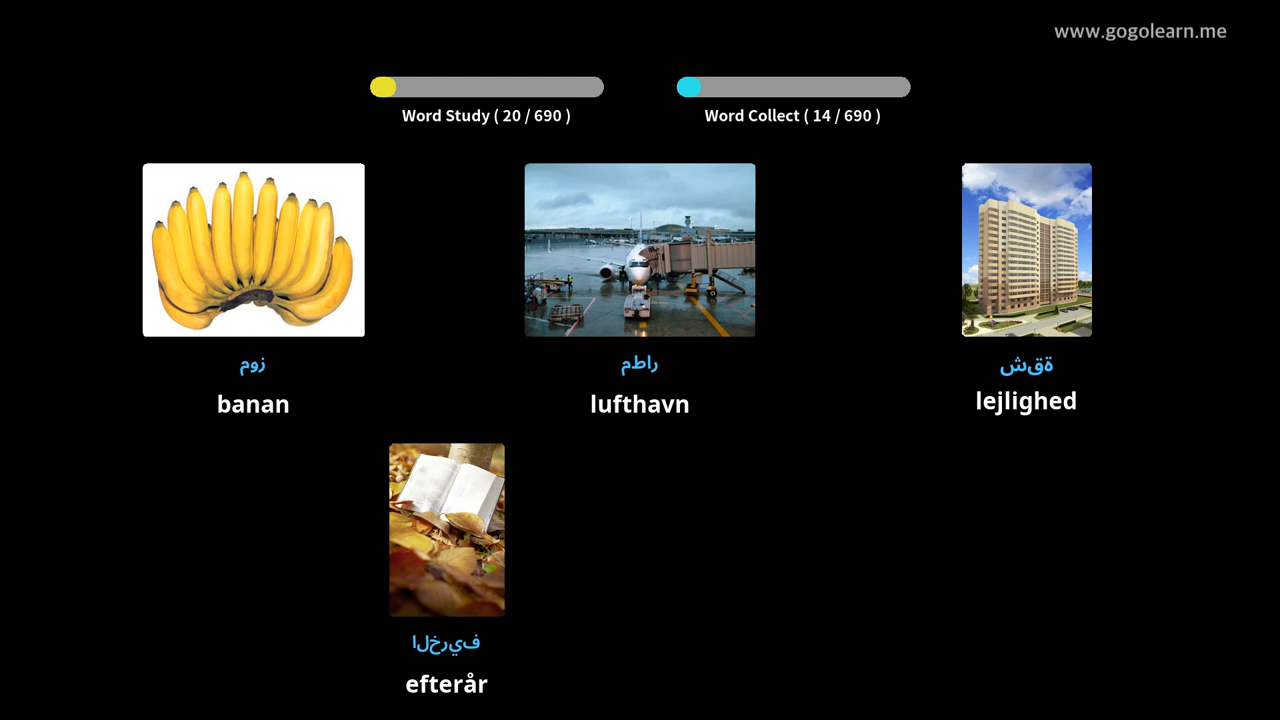 www.gogolearn.me
Word Study ( 20 / 690 )
Word Collect ( 14 / 690 )
زوم
راطم
ةقش
banan
lufthavn
lejlighed
فيرخلا
efterår